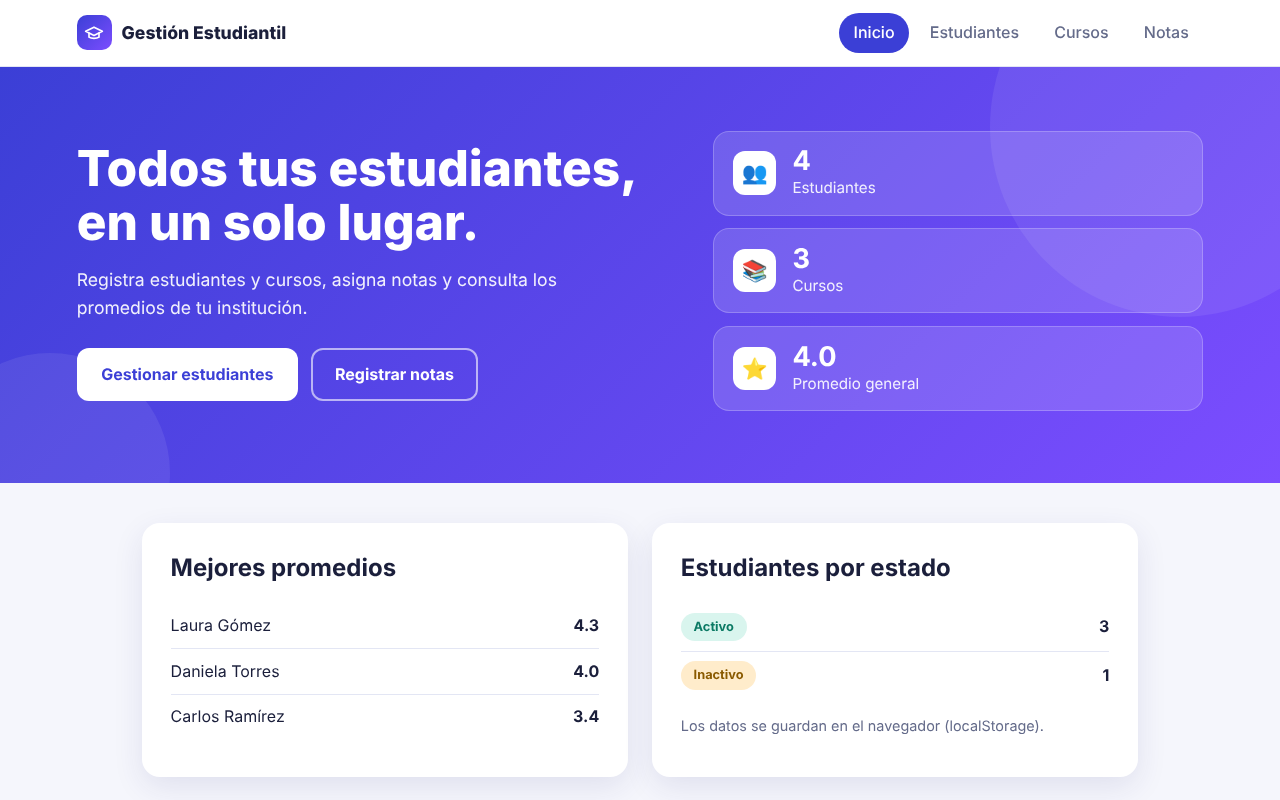 Gestión Estudiantil
Inicio
Estudiantes
Cursos
Notas
Todos tus estudiantes,
en un solo lugar.
Registra estudiantes y cursos, asigna notas y consulta los
promedios de tu institución.
Gestionar estudiantes
Registrar notas
4
Estudiantes
3
Cursos
4.0
Promedio general
Mejores promedios
Laura Gómez 4.3
Daniela Torres 4.0
Carlos Ramírez 3.4
Estudiantes por estado
Activo 3
Inactivo 1
Los datos se guardan en el navegador (localStorage).